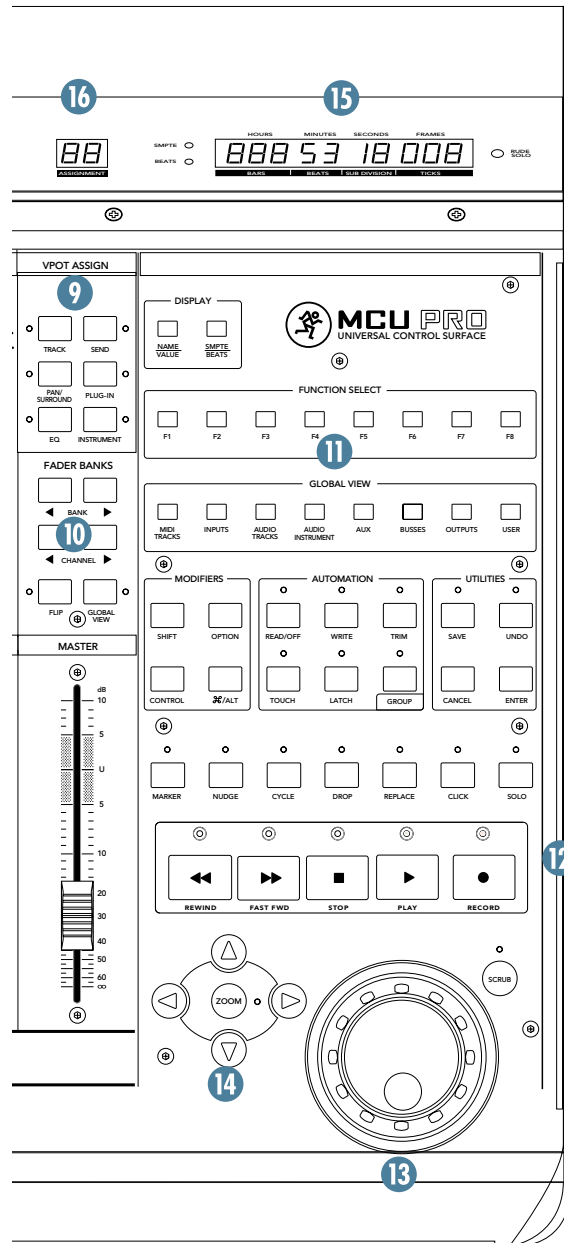 16 15
HOURS MINUTES SECONDS FRAMES
88 SMPTE 888 53 18 008 RUDE SOLO
BEATS
ASSIGNMENT BARS BEATS SUB DIVISION TICKS
VPOT ASSIGN
9
TRACK SEND
PAN/SURROUND PLUG-IN
EQ INSTRUMENT
DISPLAY
NAME/VALUE SMPTE/BEATS
MCU PRO
UNIVERSAL CONTROL SURFACE
FUNCTION SELECT
F1 F2 F3 F4 F5 F6 F7 F8
11
FADER BANKS
BANK
10
CHANNEL
FLIP GLOBAL VIEW
GLOBAL VIEW
MIDI TRACKS INPUTS AUDIO TRACKS AUDIO INSTRUMENT AUX BUSSES OUTPUTS USER
MODIFIERS AUTOMATION UTILITIES
SHIFT OPTION READ/OFF WRITE TRIM SAVE UNDO
CONTROL ⌘/ALT TOUCH LATCH GROUP CANCEL ENTER
MASTER
dB
10
5
U
5
10
20
30
40
50
60
∞
MARKER NUDGE CYCLE DROP REPLACE CLICK SOLO
12
REWIND FAST FWD STOP PLAY RECORD
ZOOM SCRUB
14
13